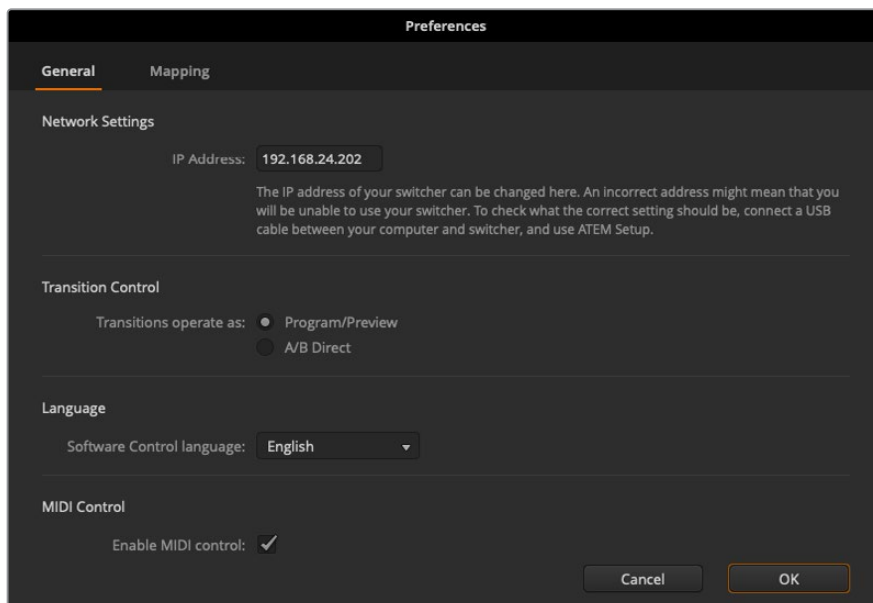 Preferences
General Mapping
Network Settings
IP Address: 192.168.24.202
The IP address of your switcher can be changed here. An incorrect address might mean that you
will be unable to use your switcher. To check what the correct setting should be, connect a USB
cable between your computer and switcher, and use ATEM Setup.
Transition Control
Transitions operate as: Program/Preview
A/B Direct
Language
Software Control language: English
MIDI Control
Enable MIDI control:
Cancel OK